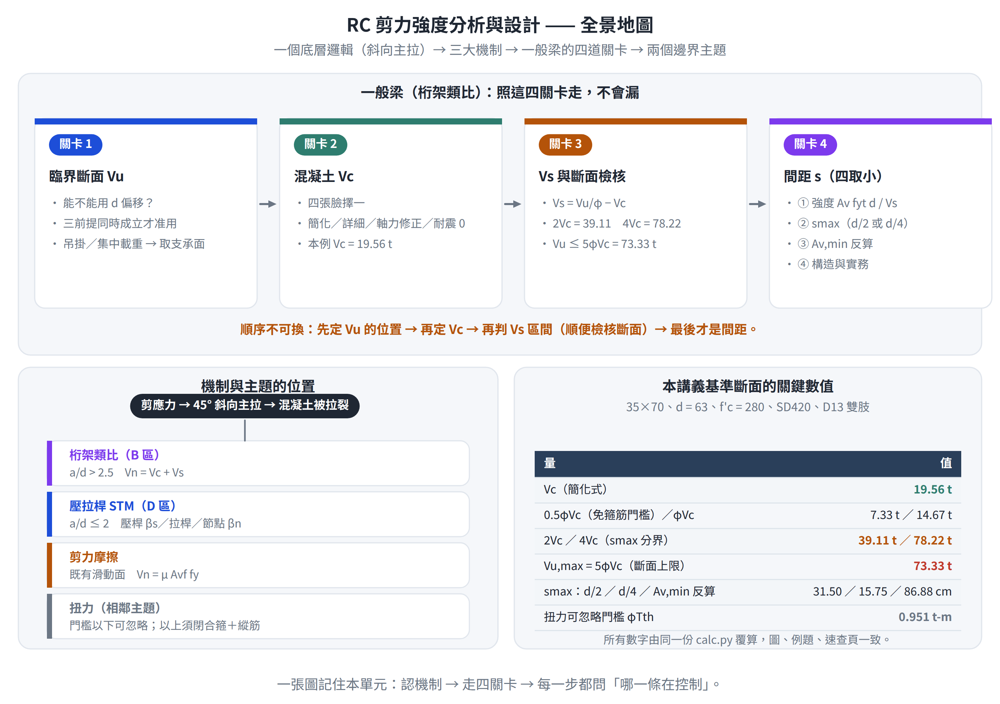 RC 剪力強度分析與設計 —— 全景地圖
一個底層邏輯（斜向主拉）→ 三大機制 → 一般梁的四道關卡 → 兩個邊界主題
一般梁（桁架類比）：照這四關卡走，不會漏
關卡 1
臨界斷面 Vu
・ 能不能用 d 偏移？
・ 三前提同時成立才准用
・ 吊掛／集中載重 → 取支承面
關卡 2
混凝土 Vc
・ 四張臉擇一
・ 簡化／詳細／軸力修正／耐震 0
・ 本例 Vc = 19.56 t
關卡 3
Vs 與斷面檢核
・ Vs = Vu/φ − Vc
・ 2Vc = 39.11　4Vc = 78.22
・ Vu ≤ 5φVc = 73.33 t
關卡 4
間距 s（四取小）
・ ① 強度 Av fyt d / Vs
・ ② smax（d/2 或 d/4）
・ ③ Av,min 反算
・ ④ 構造與實務
順序不可換：先定 Vu 的位置 → 再定 Vc → 再判 Vs 區間（順便檢核斷面）→ 最後才是間距。
機制與主題的位置
剪應力 → 45° 斜向主拉 → 混凝土被拉裂
桁架類比（B 區）
a/d > 2.5　Vn = Vc + Vs
壓拉桿 STM（D 區）
a/d ≤ 2　壓桿 βs／拉桿／節點 βn
剪力摩擦
既有滑動面　Vn = μ Avf fy
扭力（相鄰主題）
門檻以下可忽略；以上須閉合箍＋縱筋
本講義基準斷面的關鍵數值
35×70、d = 63、f'c = 280、SD420、D13 雙肢
量　值
Vc（簡化式）　19.56 t
0.5φVc（免箍筋門檻）／φVc　7.33 t ／ 14.67 t
2Vc ／ 4Vc（smax 分界）　39.11 t ／ 78.22 t
Vu,max = 5φVc（斷面上限）　73.33 t
smax：d/2 ／ d/4 ／ Av,min 反算　31.50 ／ 15.75 ／ 86.88 cm
扭力可忽略門檻 φTth　0.951 t-m
所有數字由同一份 calc.py 覆算，圖、例題、速查頁一致。
一張圖記住本單元：認機制 → 走四關卡 → 每一步都問「哪一條在控制」。